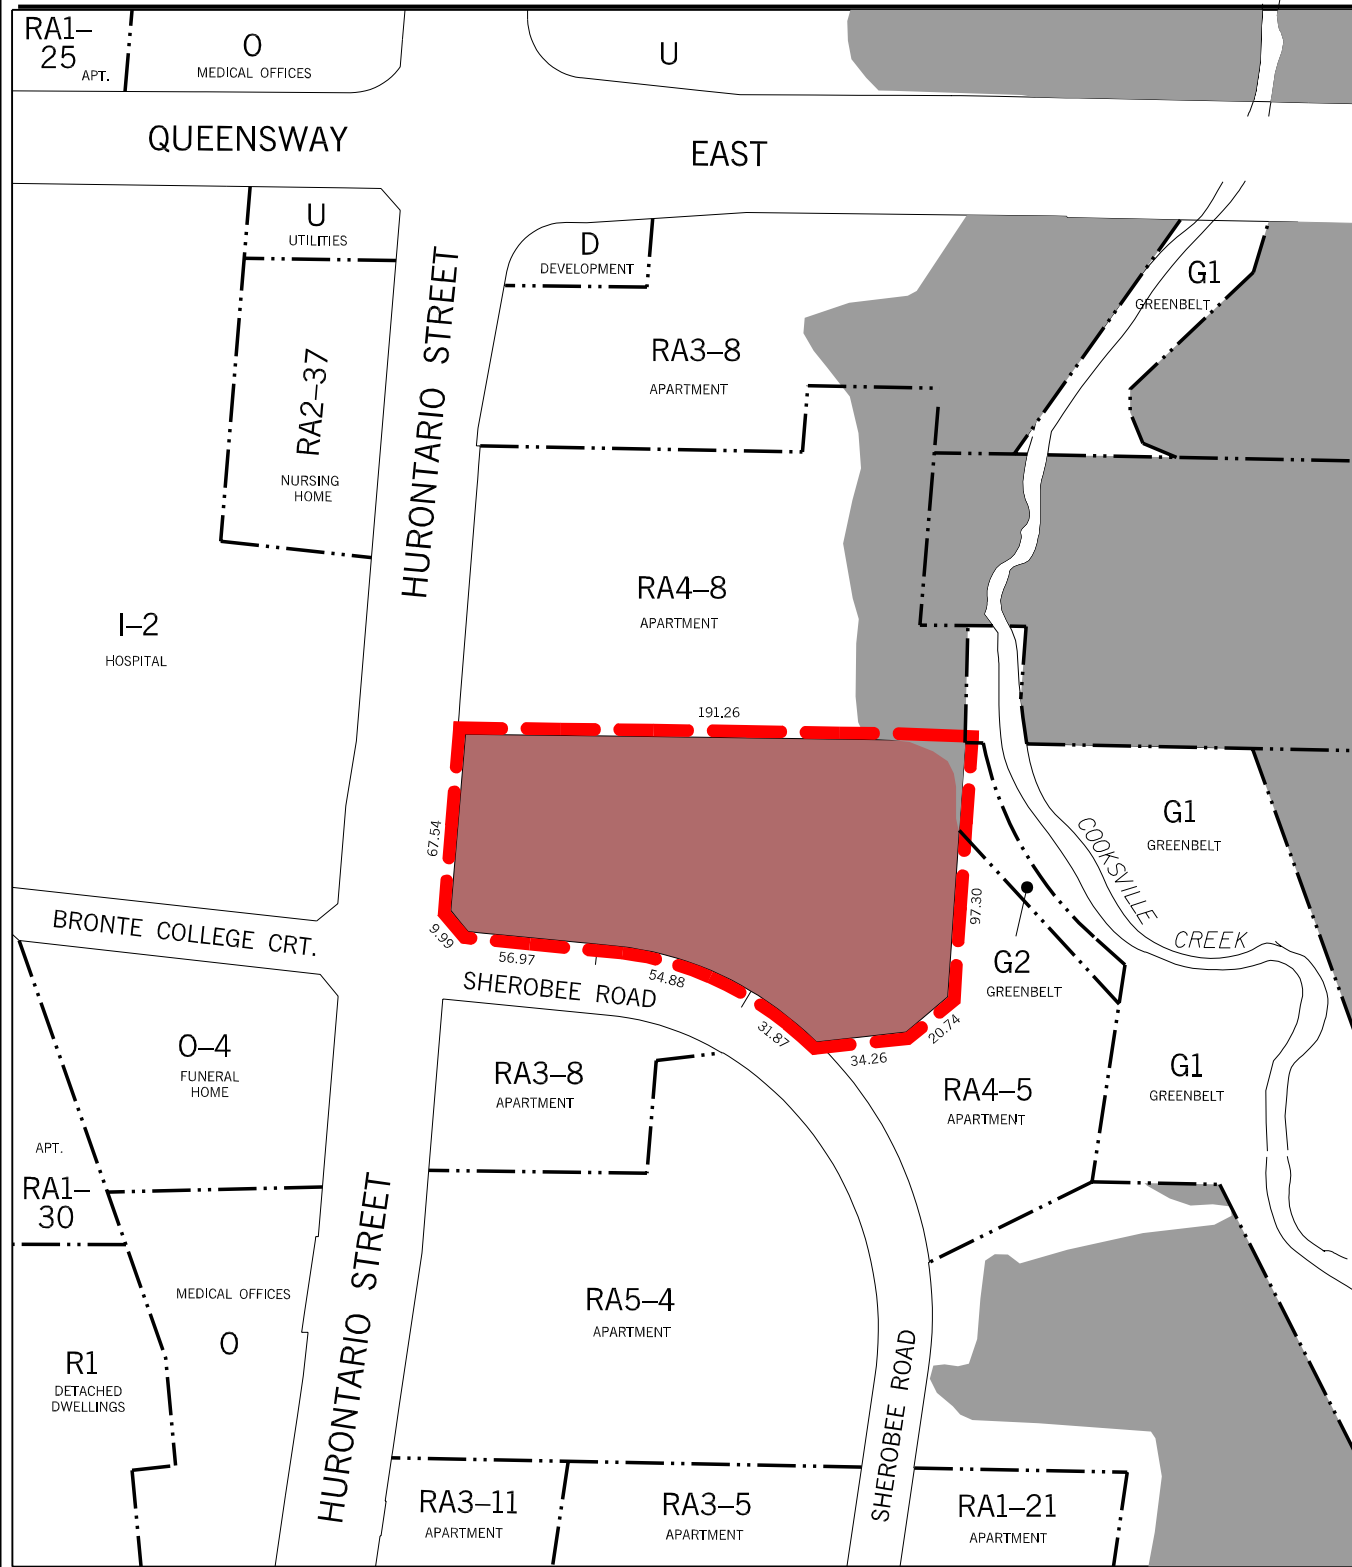 RA1–
25 APT.
O
MEDICAL OFFICES
U
QUEENSWAY
EAST
U
UTILITIES
D
DEVELOPMENT
G1
GREENBELT
HURONTARIO STREET
RA2–37
NURSING
HOME
RA3–8
APARTMENT
I–2
HOSPITAL
RA4–8
APARTMENT
191.26
67.54
97.30
9.99
56.97
54.88
31.87
34.26
20.74
G1
GREENBELT
COOKSVILLE
CREEK
BRONTE COLLEGE CRT.
SHEROBEE ROAD
G2
GREENBELT
O–4
FUNERAL
HOME
RA3–8
APARTMENT
RA4–5
APARTMENT
G1
GREENBELT
APT.
RA1–
30
HURONTARIO STREET
MEDICAL OFFICES
O
RA5–4
APARTMENT
R1
DETACHED
DWELLINGS
SHEROBEE ROAD
RA3–11
APARTMENT
RA3–5
APARTMENT
RA1–21
APARTMENT